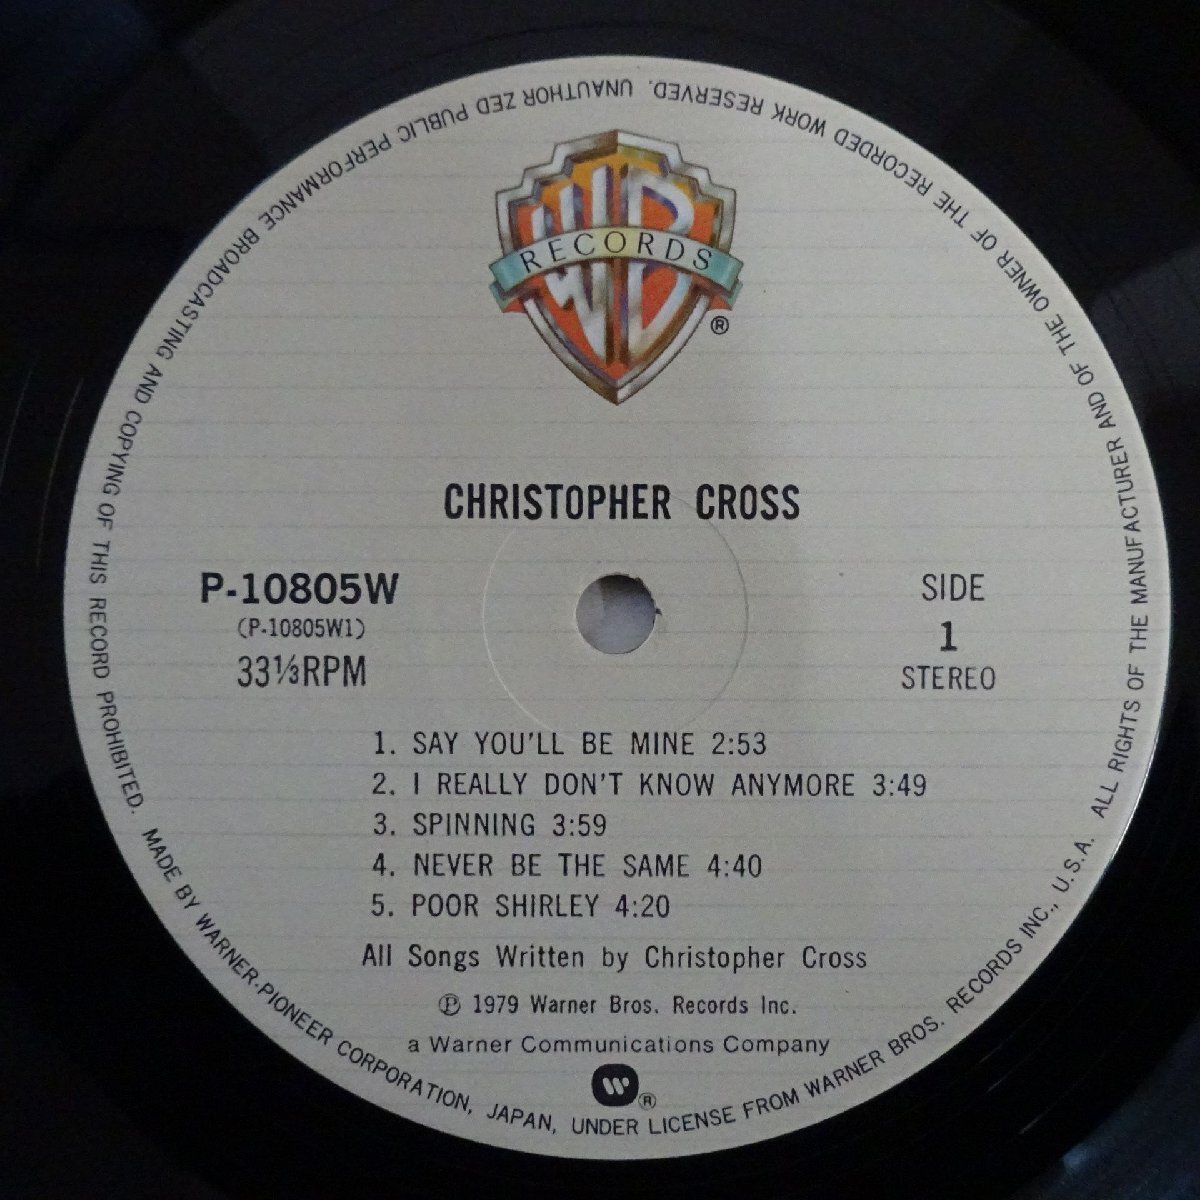 WB
RECORDS
®
CHRISTOPHER CROSS
P-10805W
(P-10805W1)
33⅓RPM
SIDE
1
STEREO
1. SAY YOU'LL BE MINE 2:53
2. I REALLY DON'T KNOW ANYMORE 3:49
3. SPINNING 3:59
4. NEVER BE THE SAME 4:40
5. POOR SHIRLEY 4:20
All Songs Written by Christopher Cross
℗ 1979 Warner Bros. Records Inc.
a Warner Communications Company
W®
MADE BY WARNER-PIONEER CORPORATION, JAPAN, UNDER LICENSE FROM WARNER BROS. RECORDS INC., U.S.A. ALL RIGHTS OF THE MANUFACTURER AND OF THE OWNER OF THE RECORDED WORK RESERVED. UNAUTHOR ZED PUBLIC PERFORMANCE BROADCASTING AND COPYING OF THIS RECORD PROHIBITED.